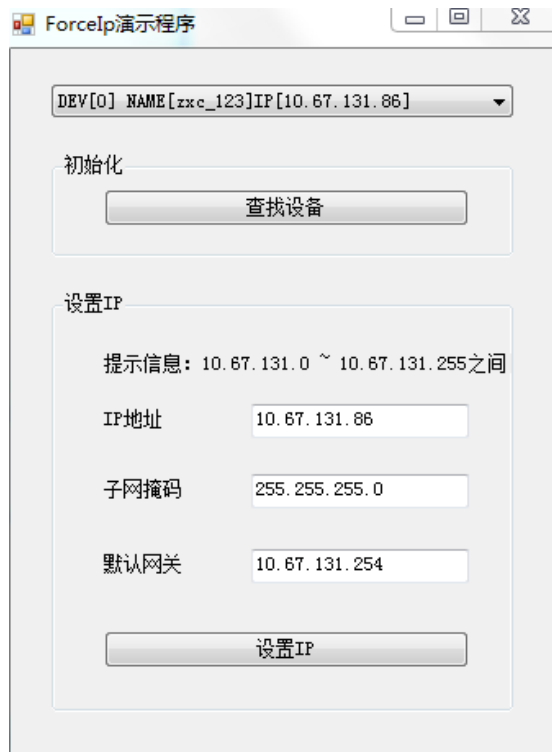 ForceIp演示程序
DEV[0] NAME[zxc_123]IP[10.67.131.86]
初始化
查找设备
设置IP
提示信息：10.67.131.0 ~ 10.67.131.255之间
IP地址
10.67.131.86
子网掩码
255.255.255.0
默认网关
10.67.131.254
设置IP